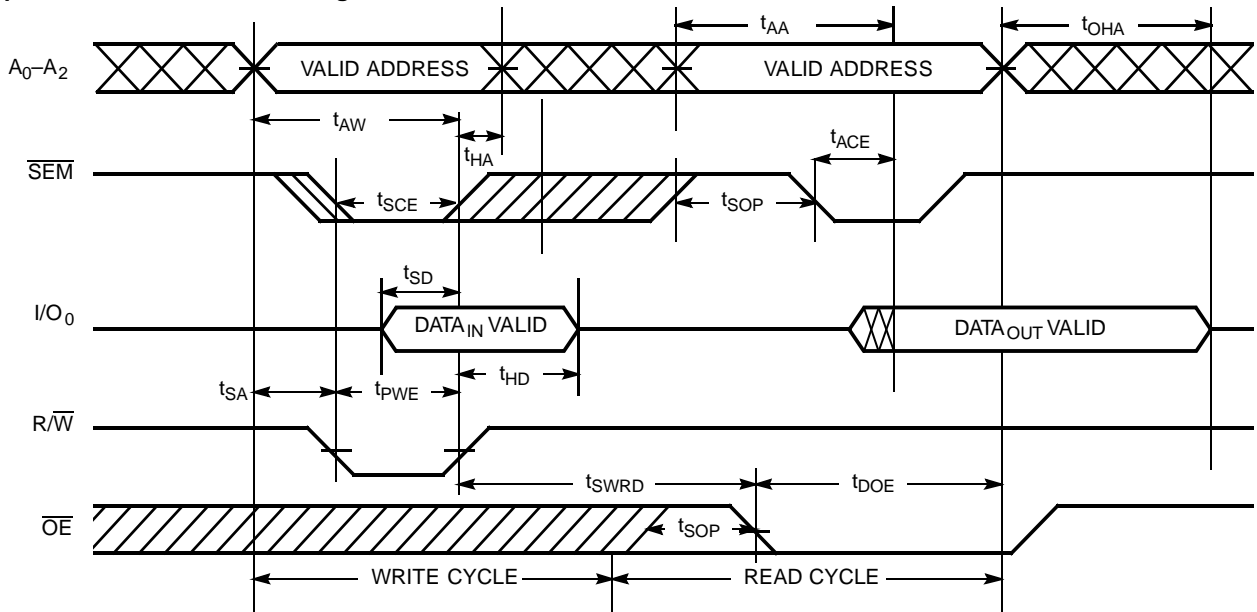 tAA
tOHA
A0–A2
VALID ADDRESS
VALID ADDRESS
tAW
tHA
tACE
SEM
tSCE
tSOP
tSD
I/O0
DATAIN VALID
DATAOUT VALID
tSA
tPWE
tHD
R/W
tSWRD
tDOE
OE
tSOP
WRITE CYCLE
READ CYCLE